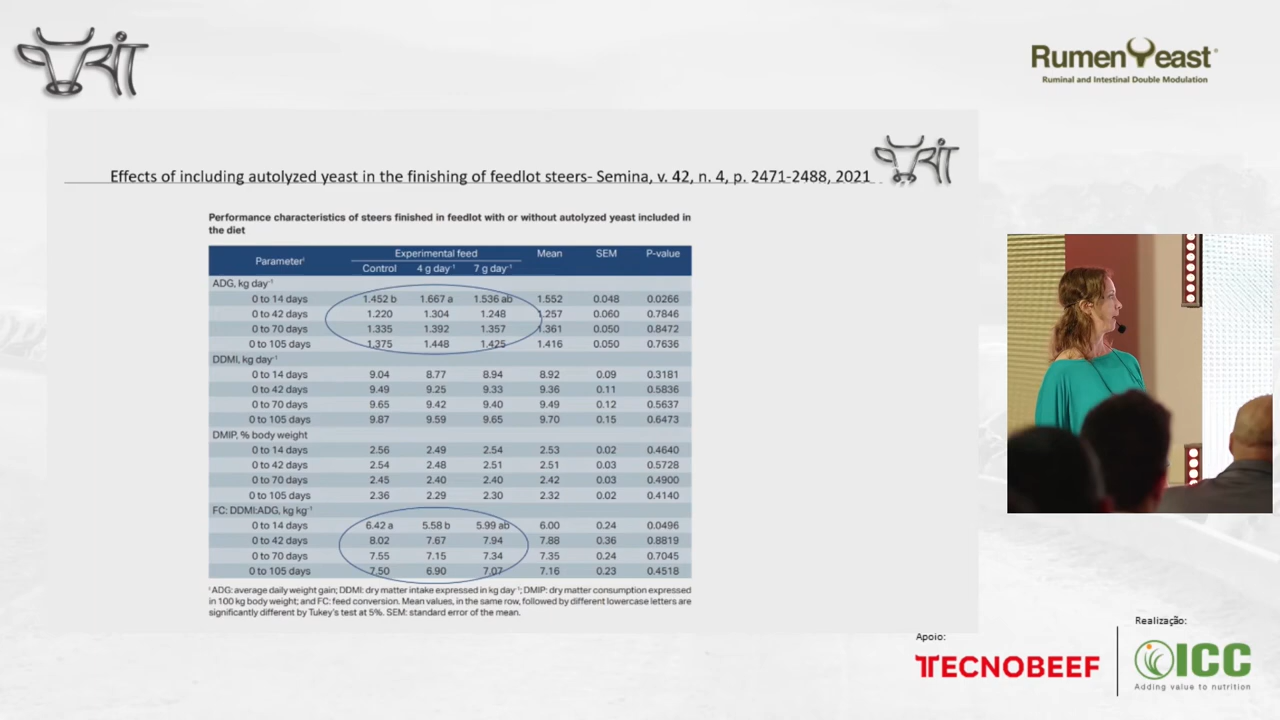 RIT
RumenYeast®
Ruminal and Intestinal Double Modulation
RIT
Effects of including autolyzed yeast in the finishing of feedlot steers- Semina, v. 42, n. 4, p. 2471-2488, 2021
Performance characteristics of steers finished in feedlot with or without autolyzed yeast included in
the diet
Parameter¹ Experimental feed Mean SEM P-value
Control 4 g day⁻¹ 7 g day⁻¹
ADG, kg day⁻¹
0 to 14 days 1.452 b 1.667 a 1.536 ab 1.552 0.048 0.0266
0 to 42 days 1.220 1.304 1.248 1.257 0.060 0.7846
0 to 70 days 1.335 1.392 1.357 1.361 0.050 0.8472
0 to 105 days 1.375 1.448 1.425 1.416 0.050 0.7636
DDMI, kg day⁻¹
0 to 14 days 9.04 8.77 8.94 8.92 0.09 0.3181
0 to 42 days 9.49 9.25 9.33 9.36 0.11 0.5836
0 to 70 days 9.65 9.42 9.40 9.49 0.12 0.5637
0 to 105 days 9.87 9.59 9.65 9.70 0.15 0.6473
DMIP, % body weight
0 to 14 days 2.56 2.49 2.54 2.53 0.02 0.4640
0 to 42 days 2.54 2.48 2.51 2.51 0.03 0.5728
0 to 70 days 2.45 2.40 2.40 2.42 0.03 0.4900
0 to 105 days 2.36 2.29 2.30 2.32 0.02 0.4140
FC: DDMI:ADG, kg kg⁻¹
0 to 14 days 6.42 a 5.58 b 5.99 ab 6.00 0.24 0.0496
0 to 42 days 8.02 7.67 7.94 7.88 0.36 0.8819
0 to 70 days 7.55 7.15 7.34 7.35 0.24 0.7045
0 to 105 days 7.50 6.90 7.07 7.16 0.23 0.4518
¹ ADG: average daily weight gain; DDMI: dry matter intake expressed in kg day⁻¹; DMIP: dry matter consumption expressed
in 100 kg body weight; and FC: feed conversion. Mean values, in the same row, followed by different lowercase letters are
significantly different by Tukey's test at 5%. SEM: standard error of the mean.
Apoio:
TECNOBEEF
Realização:
ICC
Adding value to nutrition